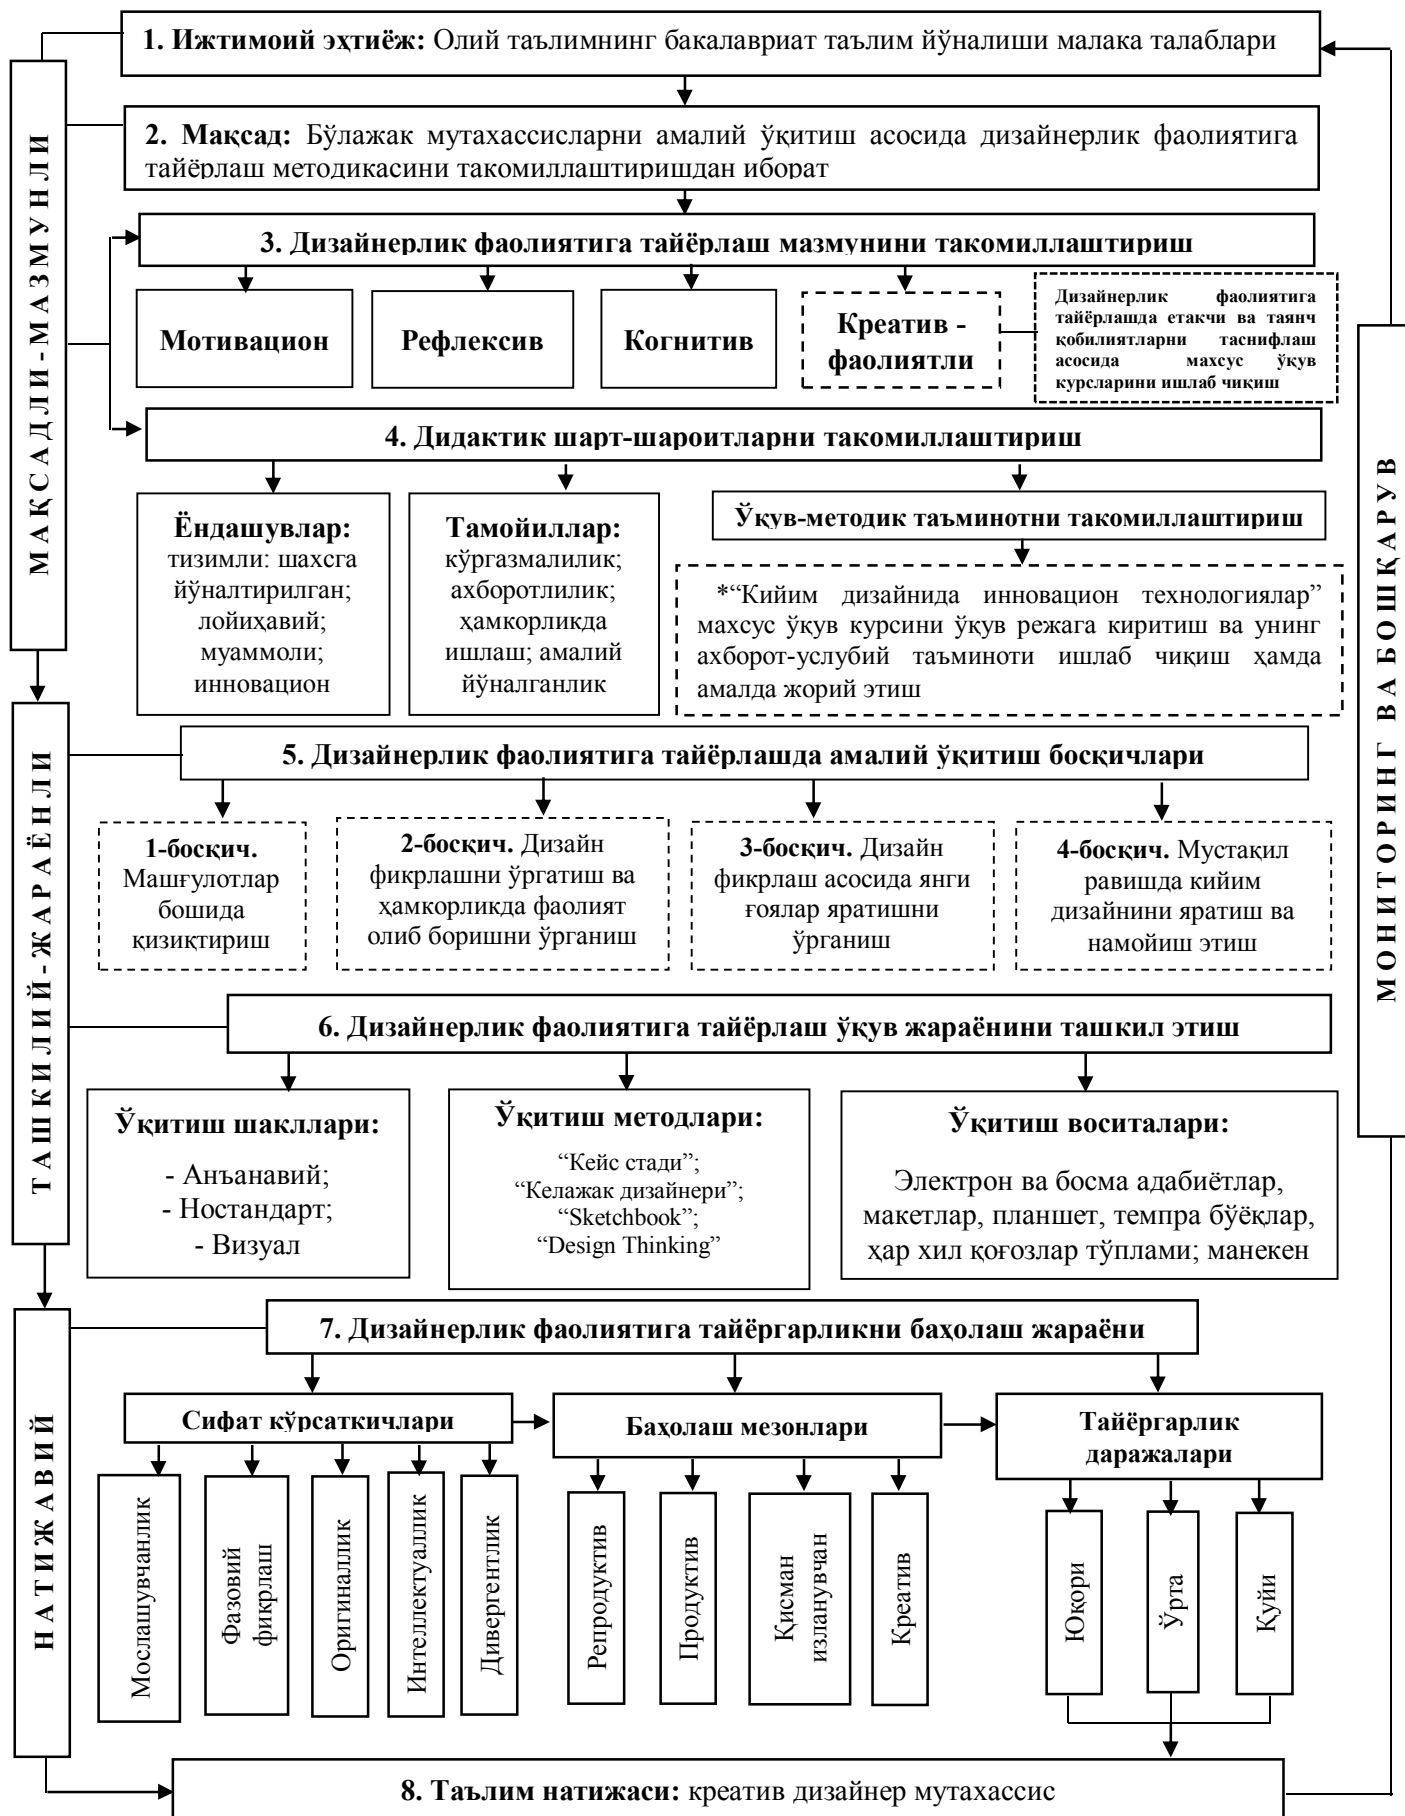 1. Ижтимоий эҳтиёж: Олий таълимнинг бакалавриат таълим йўналиши малака талаблари
2. Мақсад: Бўлажак мутахассисларни амалий ўқитиш асосида дизайнерлик фаолиятига
тайёрлаш методикасини такомиллаштиришдан иборат
МАҚСАДЛИ-МАЗМУНЛИ
3. Дизайнерлик фаолиятига тайёрлаш мазмунини такомиллаштириш
Мотивацион
Рефлексив
Когнитив
Креатив -
фаолиятли
Дизайнерлик фаолиятига
тайёрлашда етакчи ва таянч
қобилиятларни таснифлаш
асосида махсус ўқув
курсларини ишлаб чиқиш
4. Дидактик шарт-шароитларни такомиллаштириш
Ёндашувлар:
тизимли: шахсга
йўналтирилган;
лойиҳавий;
муаммоли;
инновацион
Тамойиллар:
кўргазмалилик;
ахборотлилик;
ҳамкорликда
ишлаш; амалий
йўналганлик
Ўқув-методик таъминотни такомиллаштириш
*“Кийим дизайнида инновацион технологиялар”
махсус ўқув курсини ўқув режага киритиш ва унинг
ахборот-услубий таъминоти ишлаб чиқиш ҳамда
амалда жорий этиш
МОНИТОРИНГ ВА БОШҚАРУВ
ТАШКИЛИЙ-ЖАРАЁНЛИ
5. Дизайнерлик фаолиятига тайёрлашда амалий ўқитиш босқичлари
1-босқич.
Машғулотлар
бошида
қизиқтириш
2-босқич. Дизайн
фикрлашни ўргатиш ва
ҳамкорликда фаолият
олиб боришни ўрганиш
3-босқич. Дизайн
фикрлаш асосида янги
ғоялар яратишни
ўрганиш
4-босқич. Мустақил
равишда кийим
дизайнини яратиш ва
намойиш этиш
6. Дизайнерлик фаолиятига тайёрлаш ўқув жараёнини ташкил этиш
Ўқитиш шакллари:
- Анъанавий;
- Ностандарт;
- Визуал
Ўқитиш методлари:
“Кейс стади”;
“Келажак дизайнери”;
“Sketchbook”;
“Design Thinking”
Ўқитиш воситалари:
Электрон ва босма адабиётлар,
макетлар, планшет, темпра бўёқлар,
ҳар хил қоғозлар тўплами; манекен
НАТИЖАВИЙ
7. Дизайнерлик фаолиятига тайёргарликни баҳолаш жараёни
Сифат кўрсаткичлари
Баҳолаш мезонлари
Тайёргарлик
даражалари
Мослашувчанлик
Фазовий
фикрлаш
Оригиналлик
Интеллектуаллик
Дивергентлик
Репродуктив
Продуктив
Қисман
изланувчан
Креатив
Юқори
Ўрта
Қуйи
8. Таълим натижаси: креатив дизайнер мутахассис